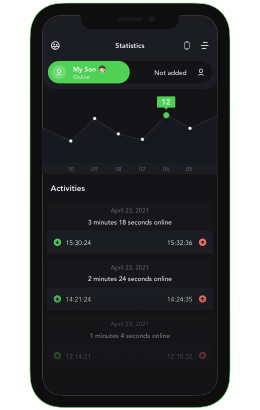 Statistics
My Son 👦🏻 Not added
Online
12
10 09 08 07 06 05
Activities
April 23, 2021
3 minutes 18 seconds online
15:30:24 15:32:36
April 23, 2021
2 minutes 24 seconds online
14:21:24 14:24:35
April 23, 2021
1 minutes 4 seconds online
12:14:21 12:15:32